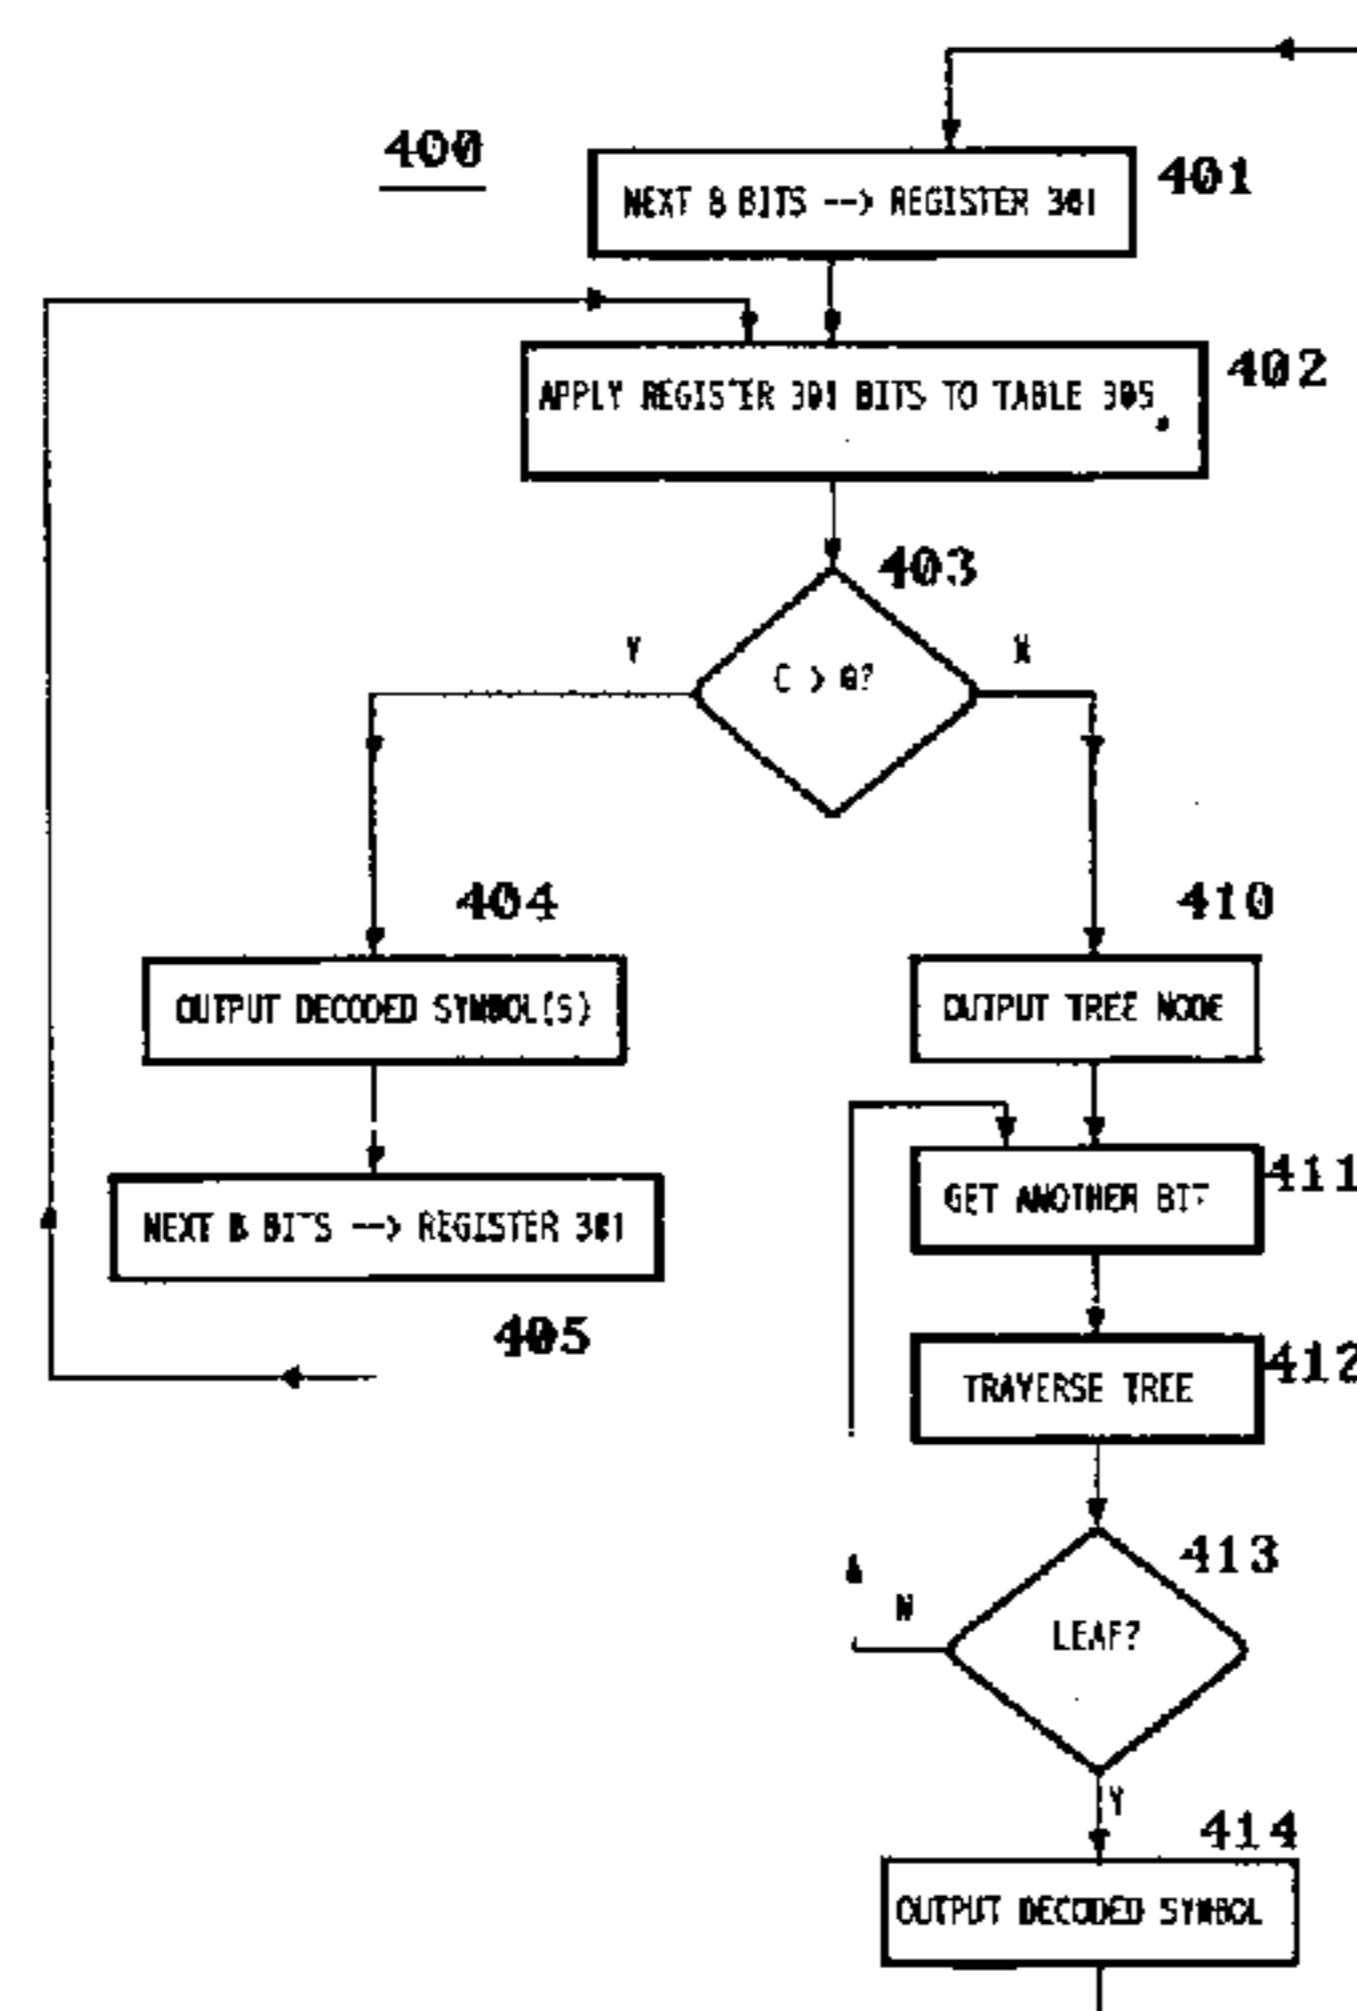 400
NEXT B BITS --> REGISTER 301
401
APPLY REGISTER 301 BITS TO TABLE 305.
402
403
Y
C > 0?
N
404
OUTPUT DECODED SYMBOL(S)
410
OUTPUT TREE NODE
GET ANOTHER BIT
411
NEXT B BITS --> REGISTER 301
405
TRAVERSE TREE
412
413
N
LEAF?
Y
414
OUTPUT DECODED SYMBOL